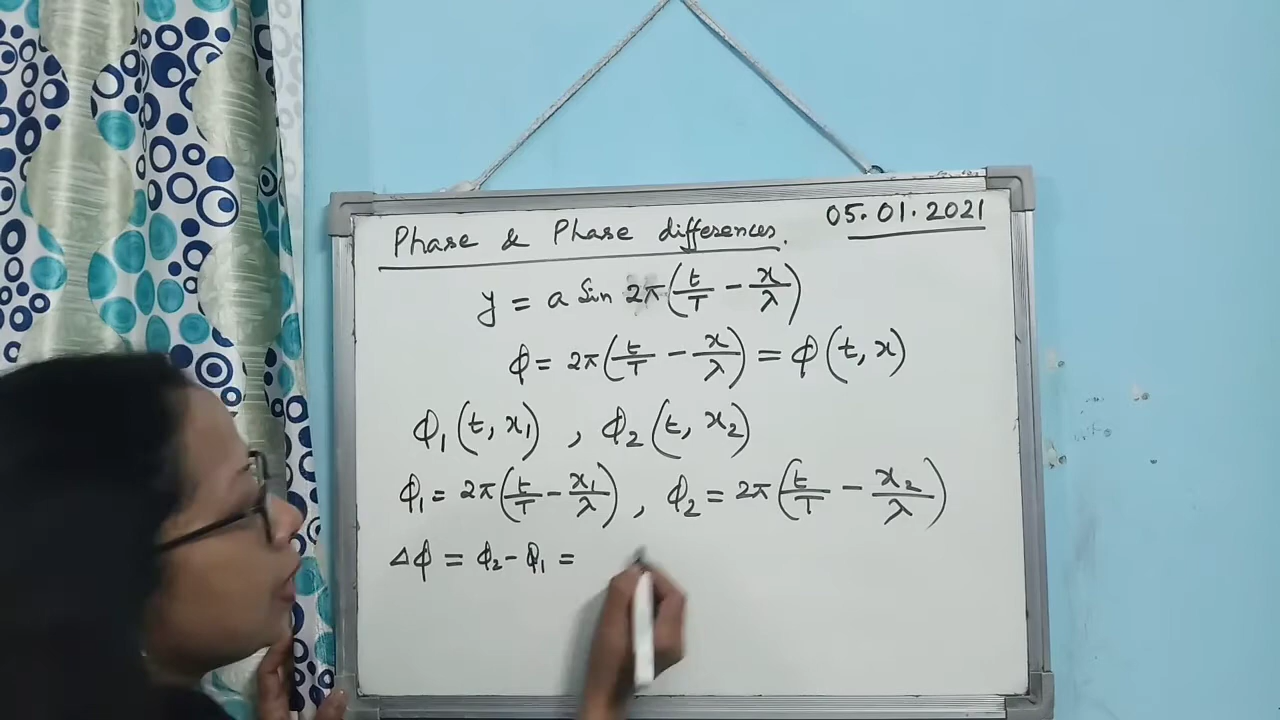 Phase & Phase differences. 05.01.2021
y = a Sin 2π(t/T - x/λ)
ϕ = 2π(t/T - x/λ) = ϕ(t, x)
ϕ₁(t, x₁) , ϕ₂(t, x₂)
ϕ₁ = 2π(t/T - x₁/λ) , ϕ₂ = 2π(t/T - x₂/λ)
Δϕ = ϕ₂ - ϕ₁ =